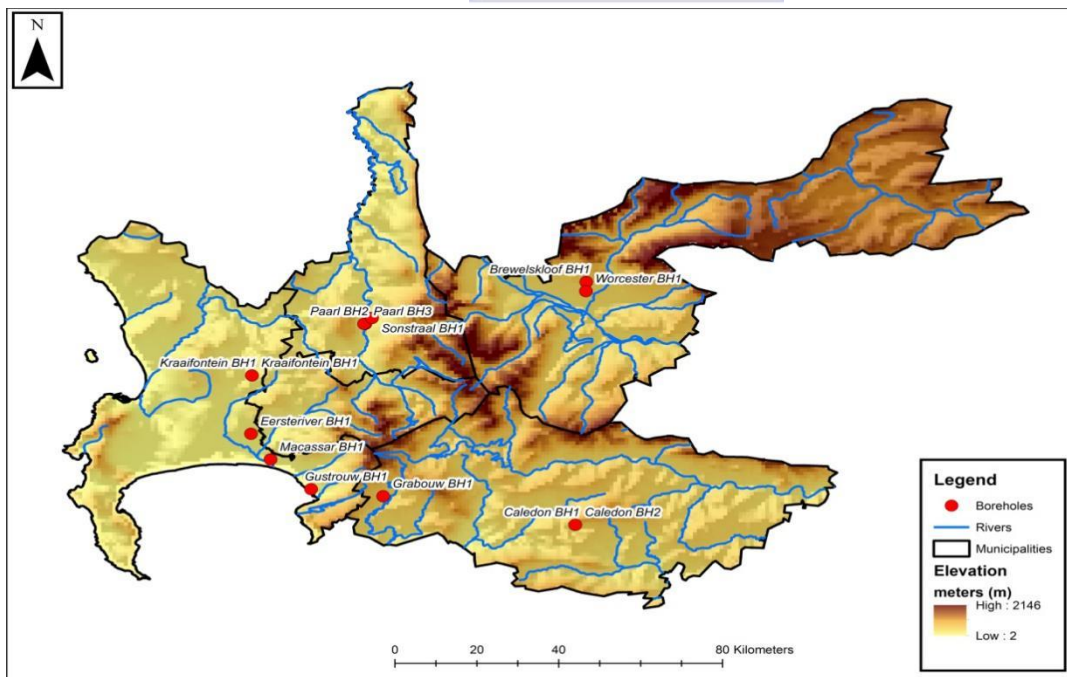 N
Brewelskloof BH1
Worcester BH1
Paarl BH2 Paarl BH3
Sonstraal BH1
Kraaifontein BH1 Kraaifontein BH1
Eersteriver BH1
Macassar BH1
Gustrouw BH1
Grabouw BH1
Caledon BH1 Caledon BH2
Legend
Boreholes
Rivers
Municipalities
Elevation
meters (m)
High : 2146
Low : 2
0 20 40 80 Kilometers